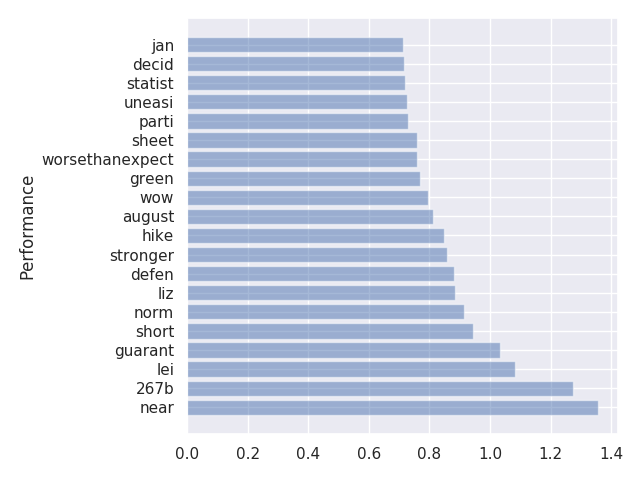 jan
decid
statist
uneasi
parti
sheet
worsethanexpect
green
wow
august
hike
stronger
defen
liz
norm
short
guarant
lei
267b
near
Performance
0.0 0.2 0.4 0.6 0.8 1.0 1.2 1.4